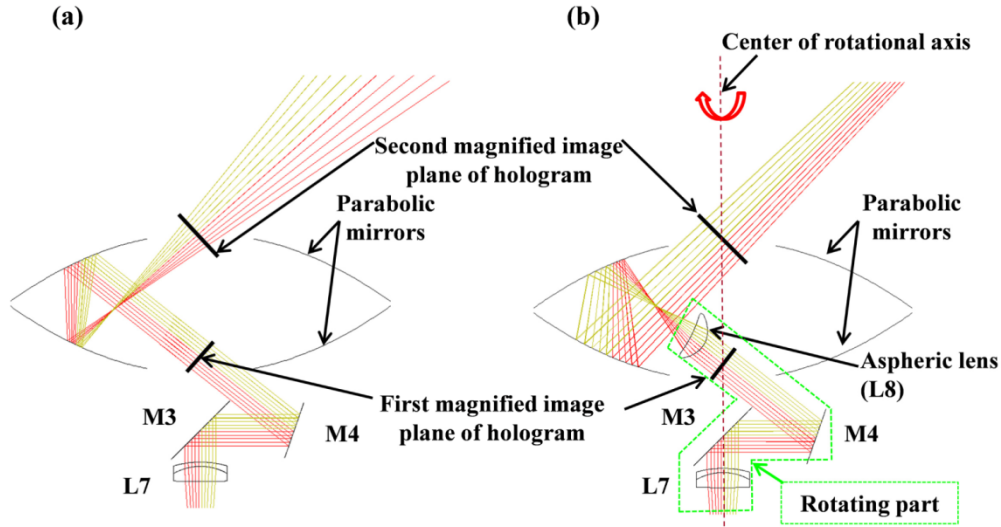 (a)
(b)
Center of rotational axis
Second magnified image
plane of hologram
Parabolic
mirrors
Parabolic
mirrors
Aspheric lens
(L8)
First magnified image
plane of hologram
M3
M4
L7
M3
M4
L7
Rotating part